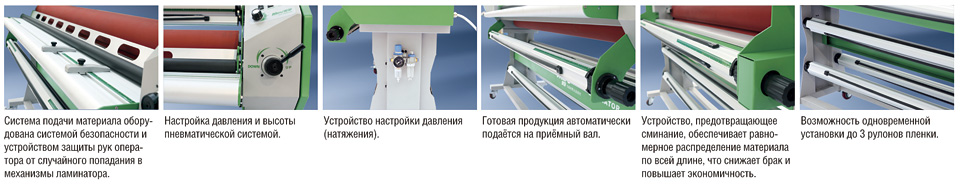 Система подачи материала обору-
дована системой безопасности и
устройством защиты рук опера-
тора от случайного попадания в
механизмы ламинатора.
Настройка давления и высоты
пневматической системой.
Устройство настройки давления
(натяжения).
Готовая продукция автоматически
подаётся на приёмный вал.
Устройство, предотвращающее
сминание, обеспечивает равно-
мерное распределение материала
по всей длине, что снижает брак и
повышает экономичность.
Возможность одновременной
установки до 3 рулонов пленки.